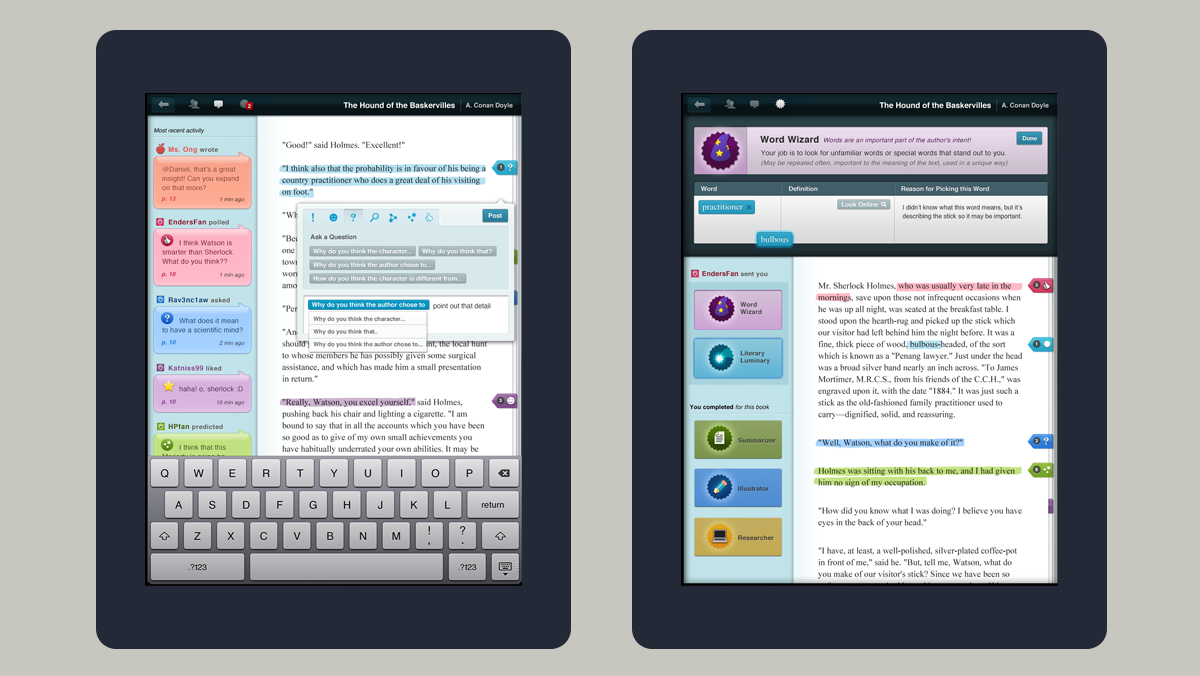 2
The Hound of the Baskervilles
A. Conan Doyle
Most recent activity
Ms. Ong wrote
@Daniel, that's a great
insight! Can you expand
on that more?
p. 13
1 min ago
EndersFan polled
I think Watson is
smarter than Sherlock.
What do you think??
p. 10
1 min ago
Rav3nc1aw asked
What does it mean
to have a scientific mind?
p. 10
2 min ago
Katniss99 liked
haha! o, sherlock :D
p. 10
10 min ago
HPfan predicted
I think that this
"Good!" said Holmes. "Excellent!"
"I think also that the probability is in favour of his being a
country practitioner who does a great deal of his visiting
on foot."
1 ?
"Wh
"Bec
one
town
worn
amo
"Per
"An
Post
Ask a Question
Why do you think the character...
Why do you think that?
Why do you think the author chose to...
How do you think the character is different from...
Why do you think the author chose to
point out that detail
Why do you think the character...
Why do you think that..
Why do you think the author chose to...
should
nt, the local hunt
to whose members he has possibly given some surgical
assistance, and which has made him a small presentation
in return."
"Really, Watson, you excel yourself," said Holmes,
pushing back his chair and lighting a cigarette. "I am
bound to say that in all the accounts which you have been
so good as to give of my own small achievements you
have habitually underrated your own abilities. It may be
3
Q W E R T Y U I O P
A S D F G H J K L return
Z X C V B N M ! , ? .
.?123 .?123
The Hound of the Baskervilles
A. Conan Doyle
Word Wizard
Words are an important part of the author's intent!
Done
Your job is to look for unfamiliar words or special words that stand out to you.
(May be repeated often, important to the meaning of the text, used in a unique way)
Word
Definition
Reason for Picking this Word
practitioner ×
Look Online
I didn't know what this word means, but it's
describing the stick so it may be important.
bulbous
EndersFan sent you
Word
Wizard
Literary
Luminary
You completed for this book
Summarizer
Illustrator
Researcher
Mr. Sherlock Holmes, who was usually very late in the
mornings, save upon those not infrequent occasions when
he was up all night, was seated at the breakfast table. I
stood upon the hearth-rug and picked up the stick which
our visitor had left behind him the night before. It was a
fine, thick piece of wood, bulbous-headed, of the sort
which is known as a "Penang lawyer." Just under the head
was a broad silver band nearly an inch across. "To James
Mortimer, M.R.C.S., from his friends of the C.C.H.," was
engraved upon it, with the date "1884." It was just such a
stick as the old-fashioned family practitioner used to
carry—dignified, solid, and reassuring.
"Well, Watson, what do you make of it?"
Holmes was sitting with his back to me, and I had given
him no sign of my occupation.
"How did you know what I was doing? I believe you have
eyes in the back of your head."
"I have, at least, a well-polished, silver-plated coffee-pot
in front of me," said he. "But, tell me, Watson, what do
you make of our visitor's stick? Since we have been so